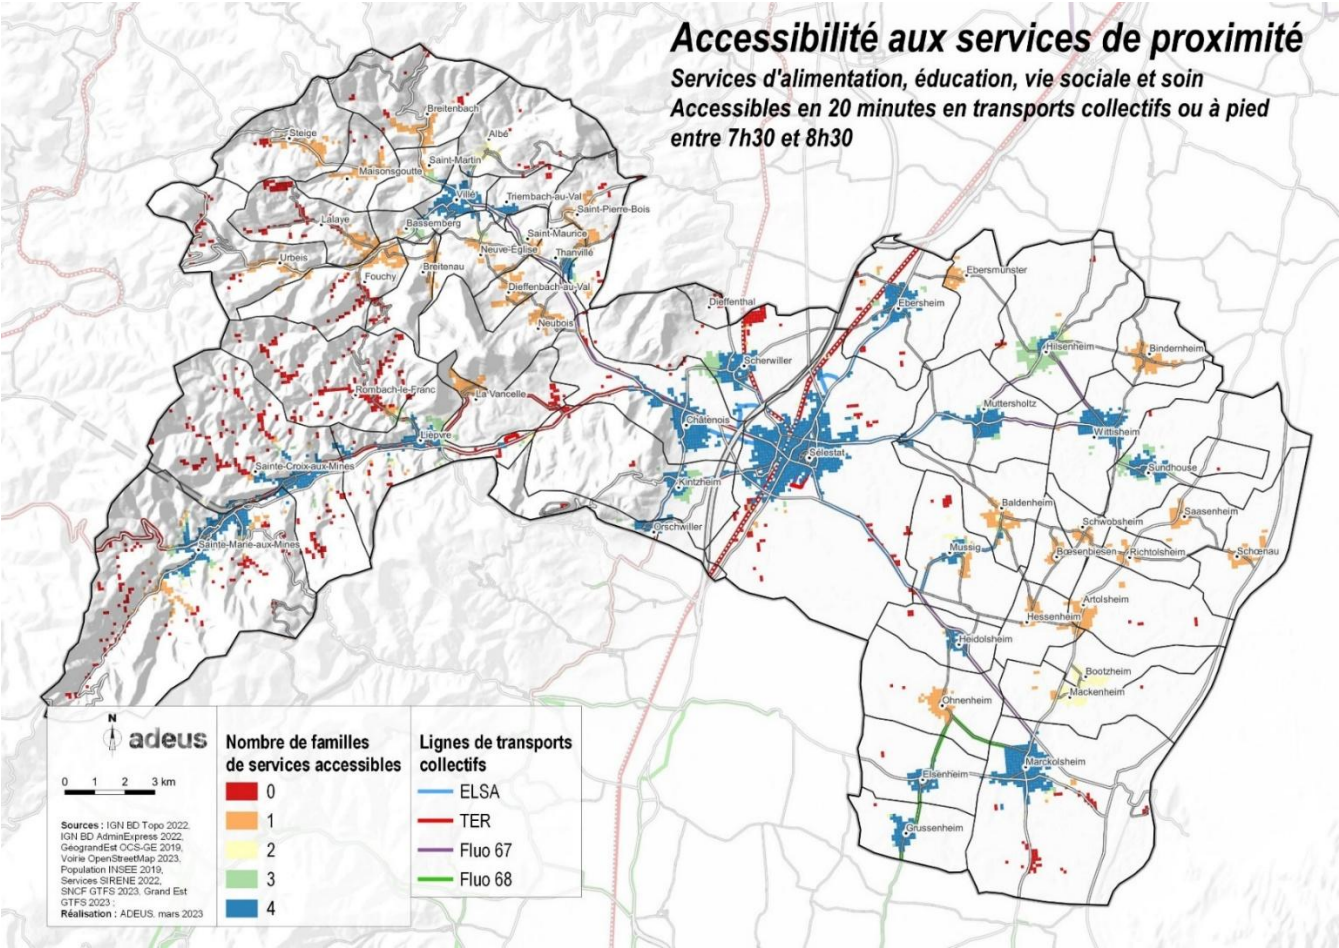 Accessibilité aux services de proximité
Services d'alimentation, éducation, vie sociale et soin
Accessibles en 20 minutes en transports collectifs ou à pied
entre 7h30 et 8h30
Breitenbach
Steige
Albé
Saint-Martin
Maisonsgoutte
Villé
Triembach-au-Val
Saint-Pierre-Bois
Lalaye
Bassemberg
Saint-Maurice
Urbeis
Neuve-Église
Thanvillé
Fouchy
Breitenau
Dieffenbach-au-Val
Neubois
Dieffenthal
Ebersmunster
Ebersheim
Scherwiller
Hilsenheim
Bindernheim
Rombach-le-Franc
La Vancelle
Châtenois
Muttersholtz
Wittisheim
Lièpvre
Sélestat
Sainte-Croix-aux-Mines
Sundhouse
Kintzheim
Baldenheim
Saasenheim
Orschwiller
Schwobsheim
Sainte-Marie-aux-Mines
Mussig
Bœsenbiesen
Richtolsheim
Schœnau
Artolsheim
Hessenheim
Heidolsheim
Bootzheim
Mackenheim
Ohnenheim
Marckolsheim
Elsenheim
Grussenheim
N
adeus
0 1 2 3 km
Sources : IGN BD Topo 2022,
IGN BD AdminExpress 2022,
GéograndEst OCS-GE 2019,
Voirie OpenStreetMap 2023,
Population INSEE 2019,
Services SIRENE 2022,
SNCF GTFS 2023, Grand Est
GTFS 2023 ;
Réalisation : ADEUS. mars 2023
Nombre de familles
de services accessibles
0
1
2
3
4
Lignes de transports
collectifs
ELSA
TER
Fluo 67
Fluo 68